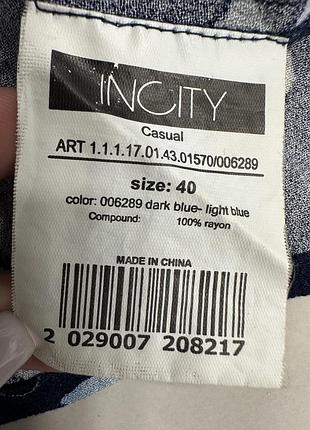 INCITY
Casual
ART 1.1.1.17.01.43.01570/006289
size: 40
color: 006289 dark blue- light blue
Compound: 100% rayon
MADE IN CHINA
2 029007 208217